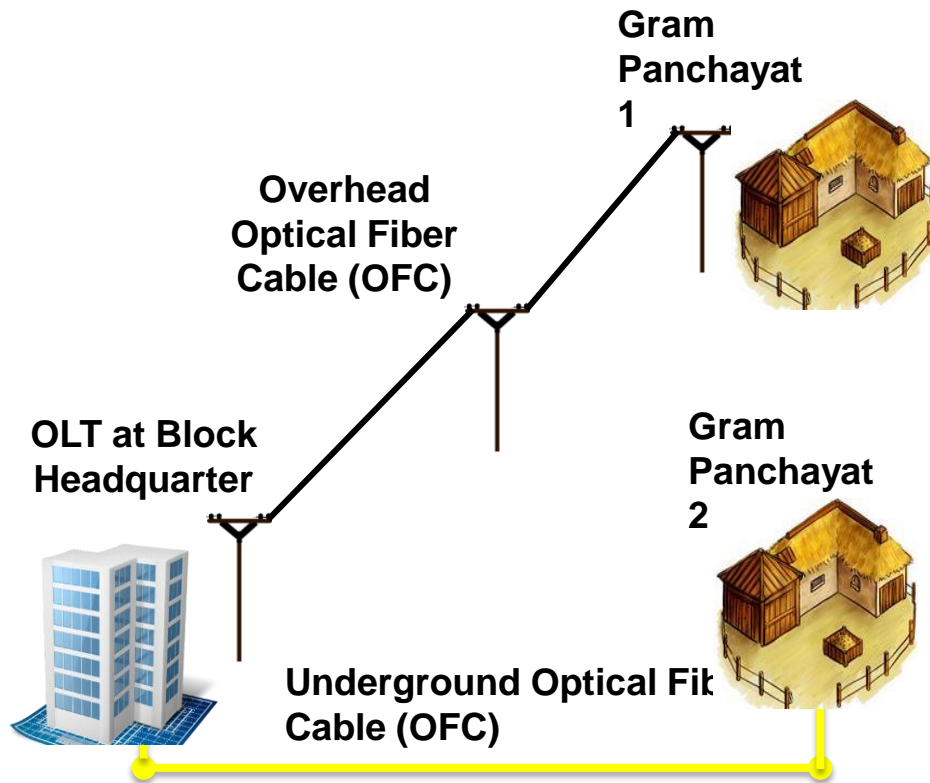 Gram
Panchayat
1
Overhead
Optical Fiber
Cable (OFC)
OLT at Block
Headquarter
Gram
Panchayat
2
Underground Optical Fib
Cable (OFC)